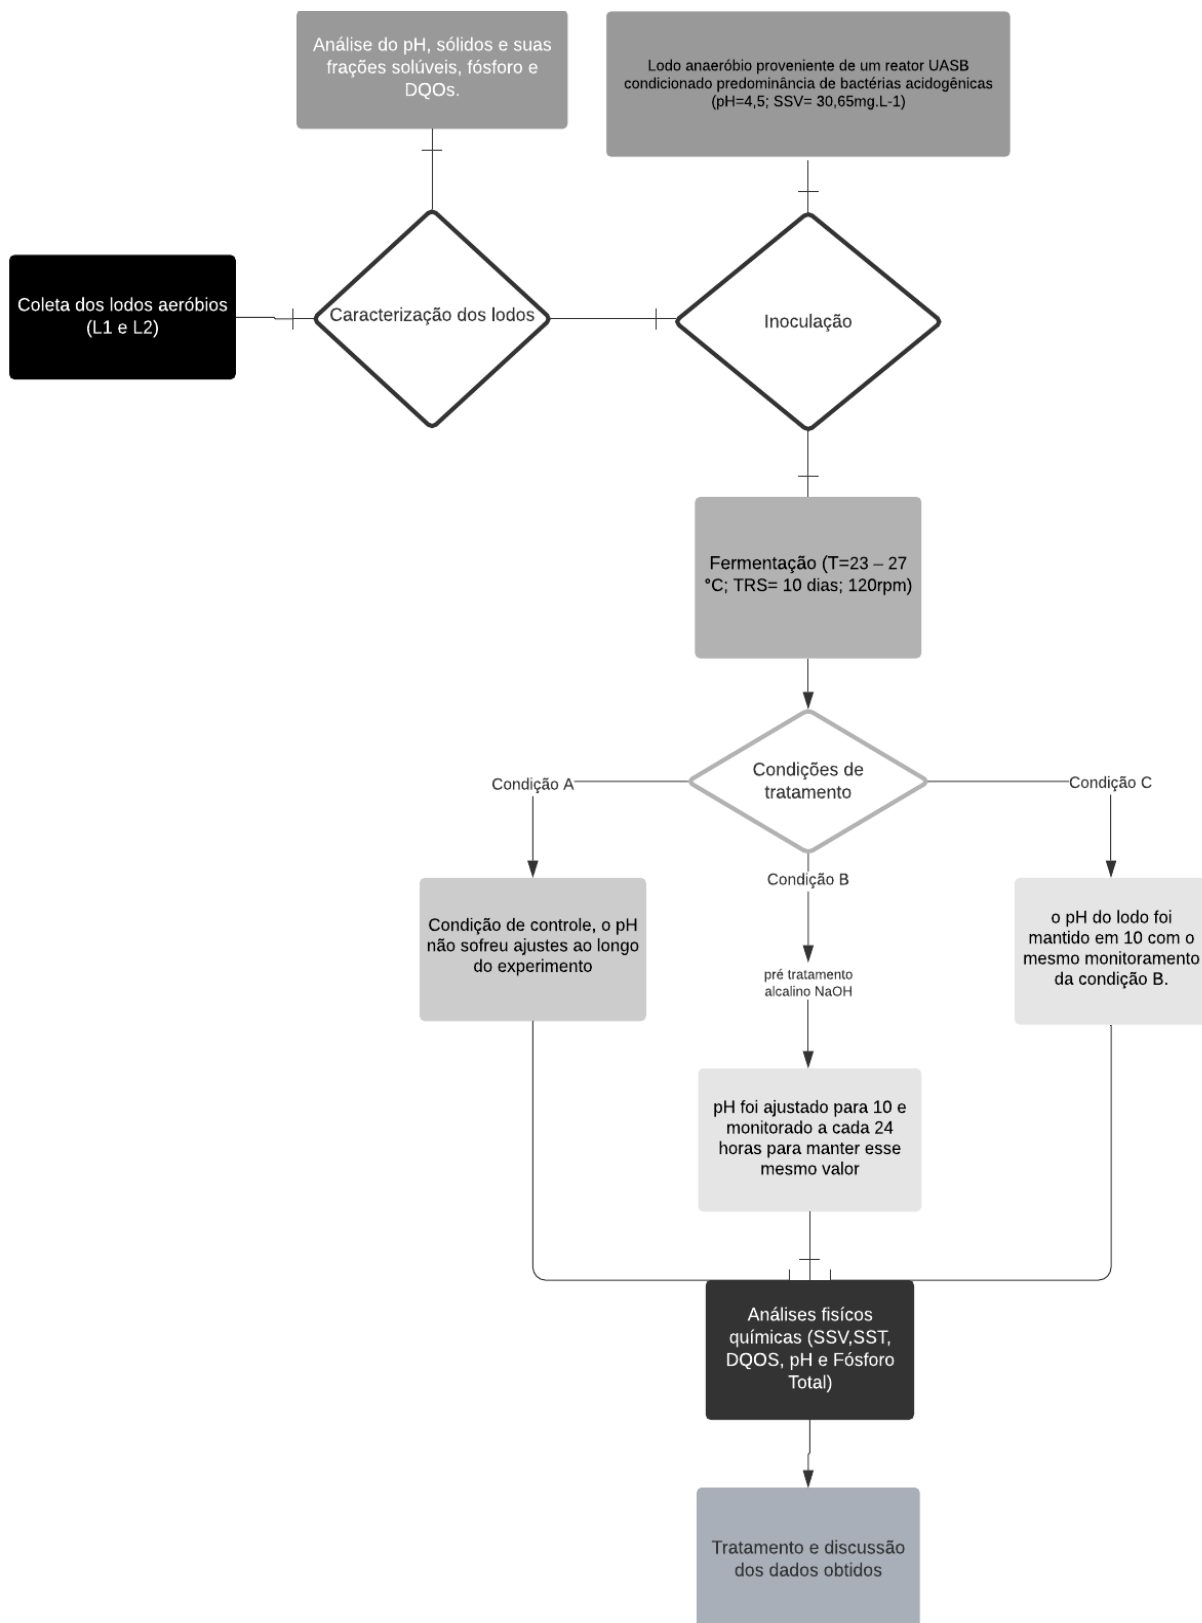 Análise do pH, sólidos e suas
frações solúveis, fósforo e
DQOs.
Lodo anaeróbio proveniente de um reator UASB
condicionado predominância de bactérias acidogênicas
(pH=4,5; SSV= 30,65mg.L-1)
Coleta dos lodos aeróbios
(L1 e L2)
Caracterização dos lodos
Inoculação
Fermentação (T=23 – 27
°C; TRS= 10 dias; 120rpm)
Condições de
tratamento
Condição A
Condição C
Condição B
Condição de controle, o pH
não sofreu ajustes ao longo
do experimento
o pH do lodo foi
mantido em 10 com o
mesmo monitoramento
da condição B.
pré tratamento
alcalino NaOH
pH foi ajustado para 10 e
monitorado a cada 24
horas para manter esse
mesmo valor
Análises fisícos
químicas (SSV,SST,
DQOS, pH e Fósforo
Total)
Tratamento e discussão
dos dados obtidos